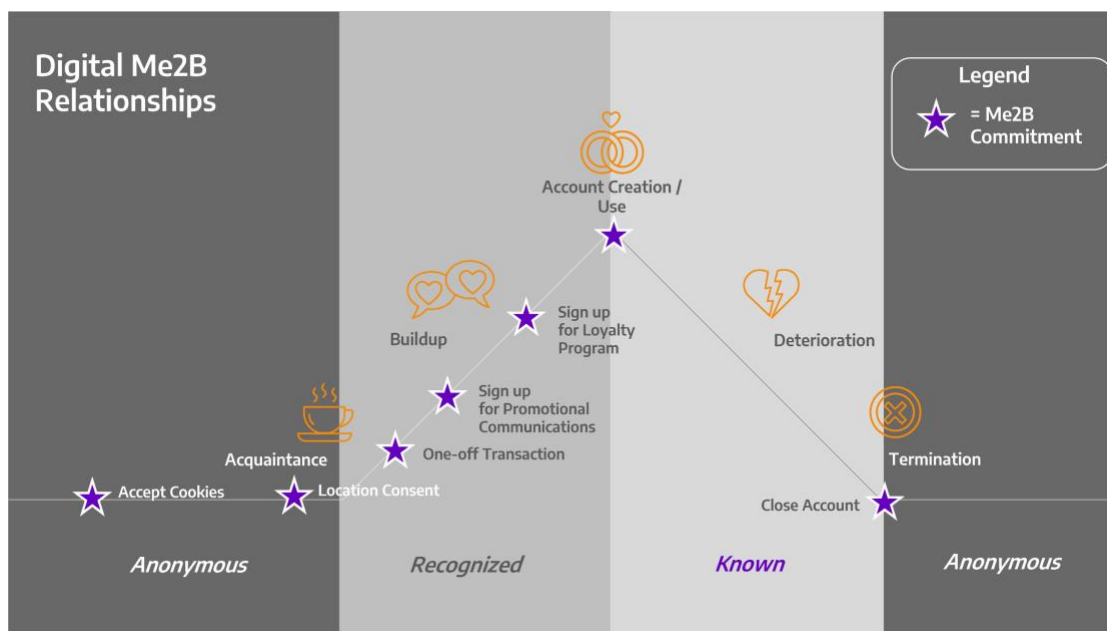 Digital Me2B
Relationships
Legend
= Me2B
Commitment
Account Creation /
Use
Buildup
Sign up
for Loyalty
Program
Deterioration
Sign up
for Promotional
Communications
Acquaintance
One-off Transaction
Termination
Accept Cookies
Location Consent
Close Account
Anonymous
Recognized
Known
Anonymous